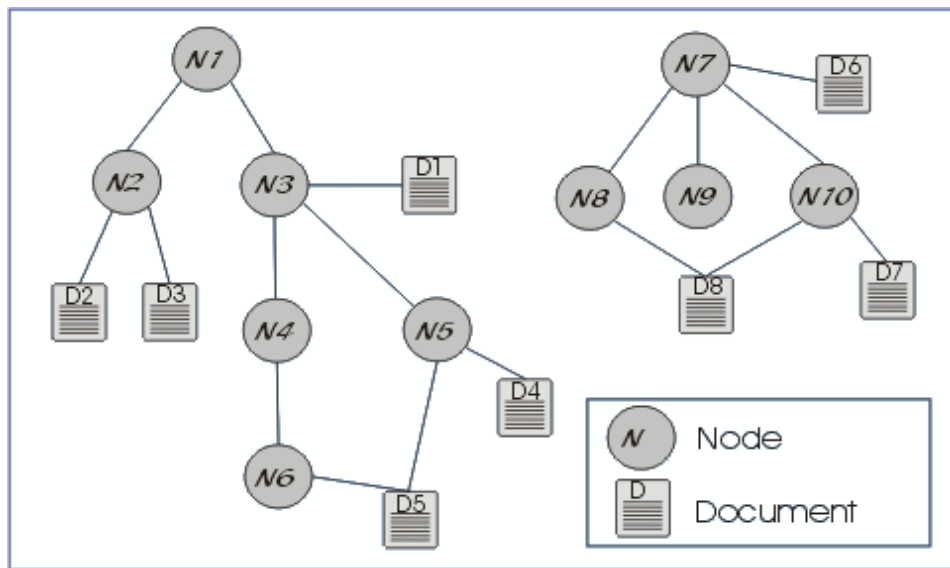 N1
N7
D6
N2
N3
D1
N8
N9
N10
D2
D3
D8
D7
N4
N5
D4
N Node
N6
D5
D Document